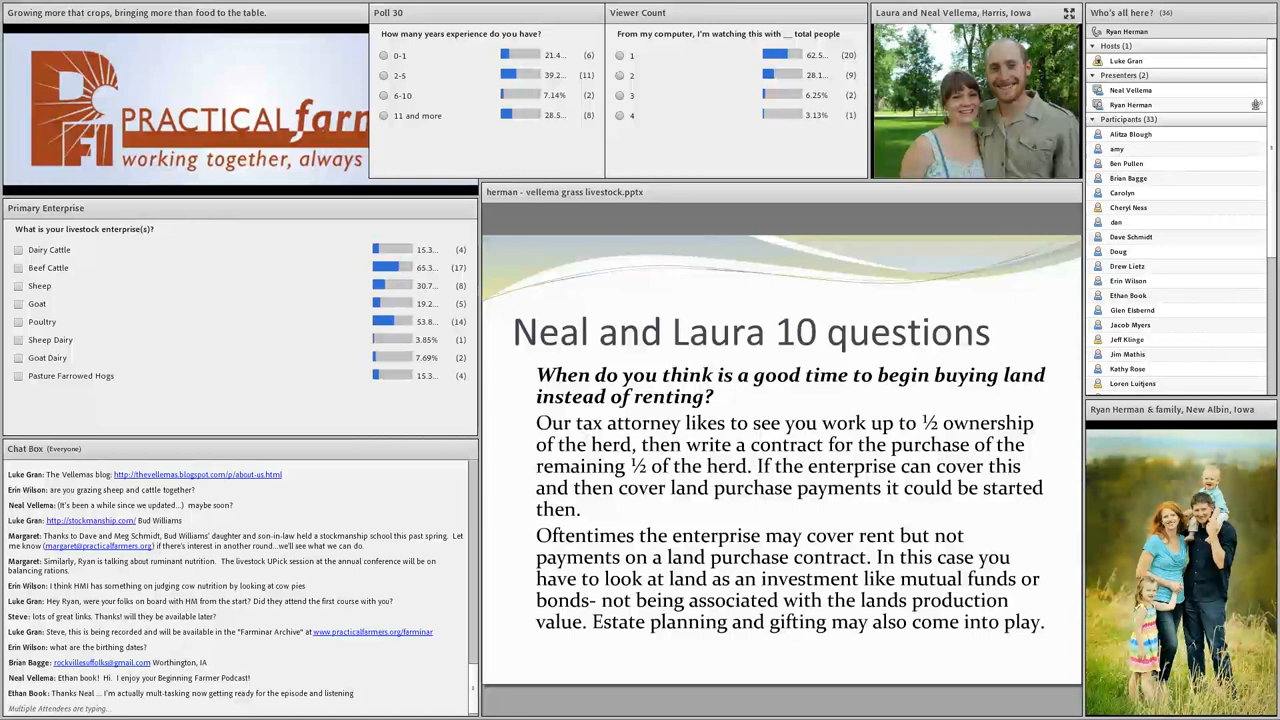 Growing more that crops, bringing more than food to the table.
PRACTICAL farm
working together, always
PFI
Poll 30
How many years experience do you have?
0-1 21.4... (6)
2-5 39.2... (11)
6-10 7.14% (2)
11 and more 28.5... (8)
Viewer Count
From my computer, I'm watching this with __ total people
1 62.5... (20)
2 28.1... (9)
3 6.25% (2)
4 3.13% (1)
Laura and Neal Vellema, Harris, Iowa
Who's all here? (36)
Ryan Herman
Hosts (1)
Luke Gran
Presenters (2)
Neal Vellema
Ryan Herman
Participants (33)
Alitza Blough
amy
Ben Pullen
Brian Bagge
Carolyn
Cheryl Ness
dan
Dave Schmidt
Doug
Drew Lietz
Erin Wilson
Ethan Book
Glen Elsbernd
Jacob Myers
Jeff Klinge
Jim Mathis
Kathy Rose
Loren Luitjens
Primary Enterprise
What is your livestock enterprise(s)?
Dairy Cattle 15.3... (4)
Beef Cattle 65.3... (17)
Sheep 30.7... (8)
Goat 19.2... (5)
Poultry 53.8... (14)
Sheep Dairy 3.85% (1)
Goat Dairy 7.69% (2)
Pasture Farrowed Hogs 15.3... (4)
herman - vellema grass livestock.pptx
Neal and Laura 10 questions
When do you think is a good time to begin buying land
instead of renting?
Our tax attorney likes to see you work up to ½ ownership
of the herd, then write a contract for the purchase of the
remaining ½ of the herd. If the enterprise can cover this
and then cover land purchase payments it could be started
then.
Oftentimes the enterprise may cover rent but not
payments on a land purchase contract. In this case you
have to look at land as an investment like mutual funds or
bonds- not being associated with the lands production
value. Estate planning and gifting may also come into play.
Chat Box (Everyone)
Luke Gran: The Vellemas blog: http://thevellemas.blogspot.com/p/about-us.html
Erin Wilson: are you grazing sheep and cattle together?
Neal Vellema: (It's been a while since we updated...) maybe soon?
Luke Gran: http://stockmanship.com/ Bud Williams
Margaret: Thanks to Dave and Meg Schmidt, Bud Williams' daughter and son-in-law held a stockmanship school this past spring. Let
me know (margaret@practicalfarmers.org) if there's interest in another round...we'll see what we can do.
Margaret: Similarly, Ryan is talking about ruminant nutrition. The livestock UPick session at the annual conference will be on
balancing rations.
Erin Wilson: I think HMI has something on judging cow nutrition by looking at cow pies
Luke Gran: Hey Ryan, were your folks on board with HM from the start? Did they attend the first course with you?
Steve: lots of great links. Thanks! will they be available later?
Luke Gran: Steve, this is being recorded and will be available in the "Farminar Archive" at www.practicalfarmers.org/farminar
Erin Wilson: what are the birthing dates?
Brian Bagge: rockvillesuffolks@gmail.com Worthington, IA
Neal Vellema: Ethan book! Hi. I enjoy your Beginning Farmer Podcast!
Ethan Book: Thanks Neal ... I'm actually mult-tasking now getting ready for the episode and listening
Multiple Attendees are typing...
Ryan Herman & family, New Albin, Iowa